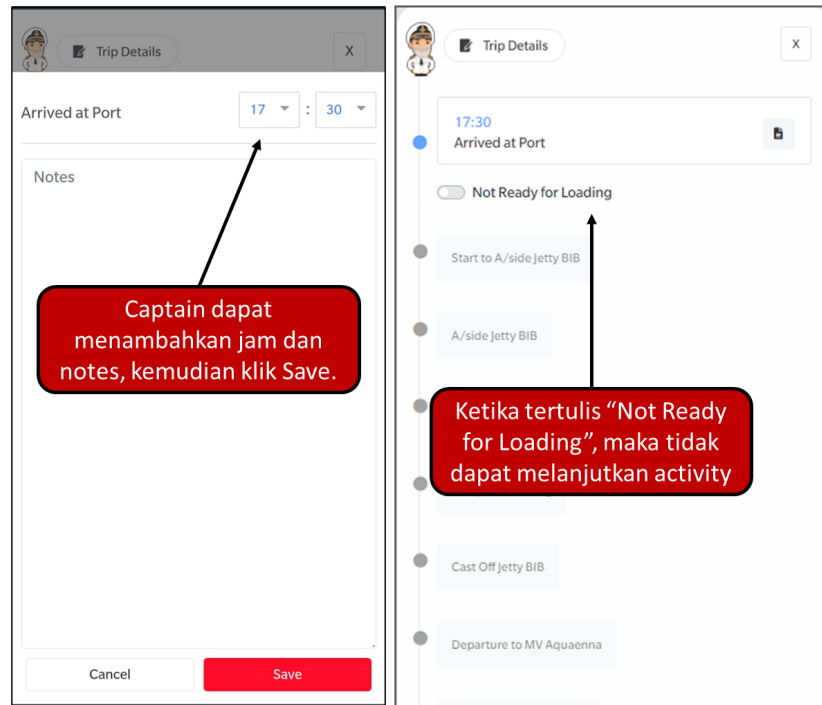 Trip Details
X
Arrived at Port
17 : 30
Notes
Captain dapat
menambahkan jam dan
notes, kemudian klik Save.
Cancel
Save
Trip Details
X
17:30
Arrived at Port
Not Ready for Loading
Start to A/side Jetty BIB
A/side Jetty BIB
Ketika tertulis “Not Ready
for Loading”, maka tidak
dapat melanjutkan activity
Cast Off Jetty BIB
Departure to MV Aquaenna